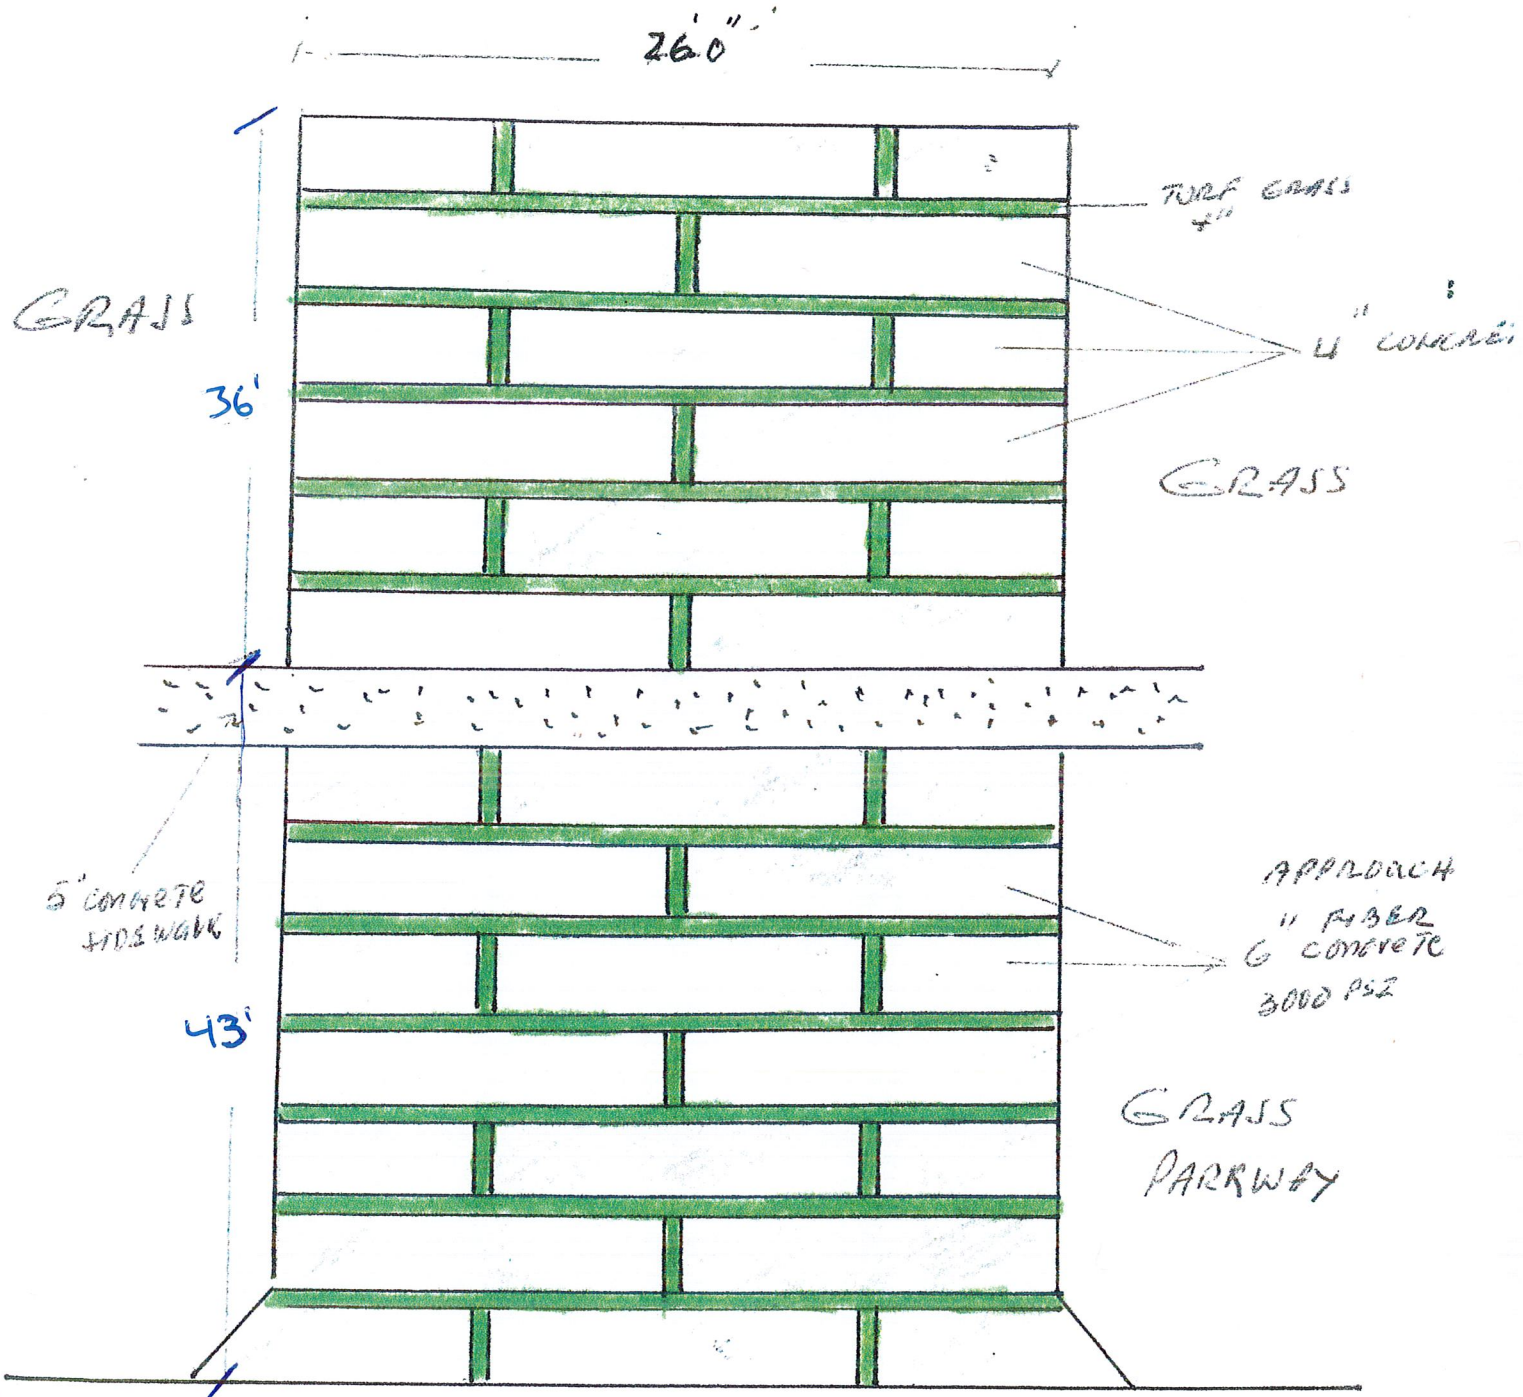 26'0"
TURF GRASS
4"
GRASS
4" CONCRE
36'
GRASS
5" CONCRETE
SIDEWALK
APPROACH
" FIBER
6 CONCRETE
3000 PSI
43'
GRASS
PARKWAY